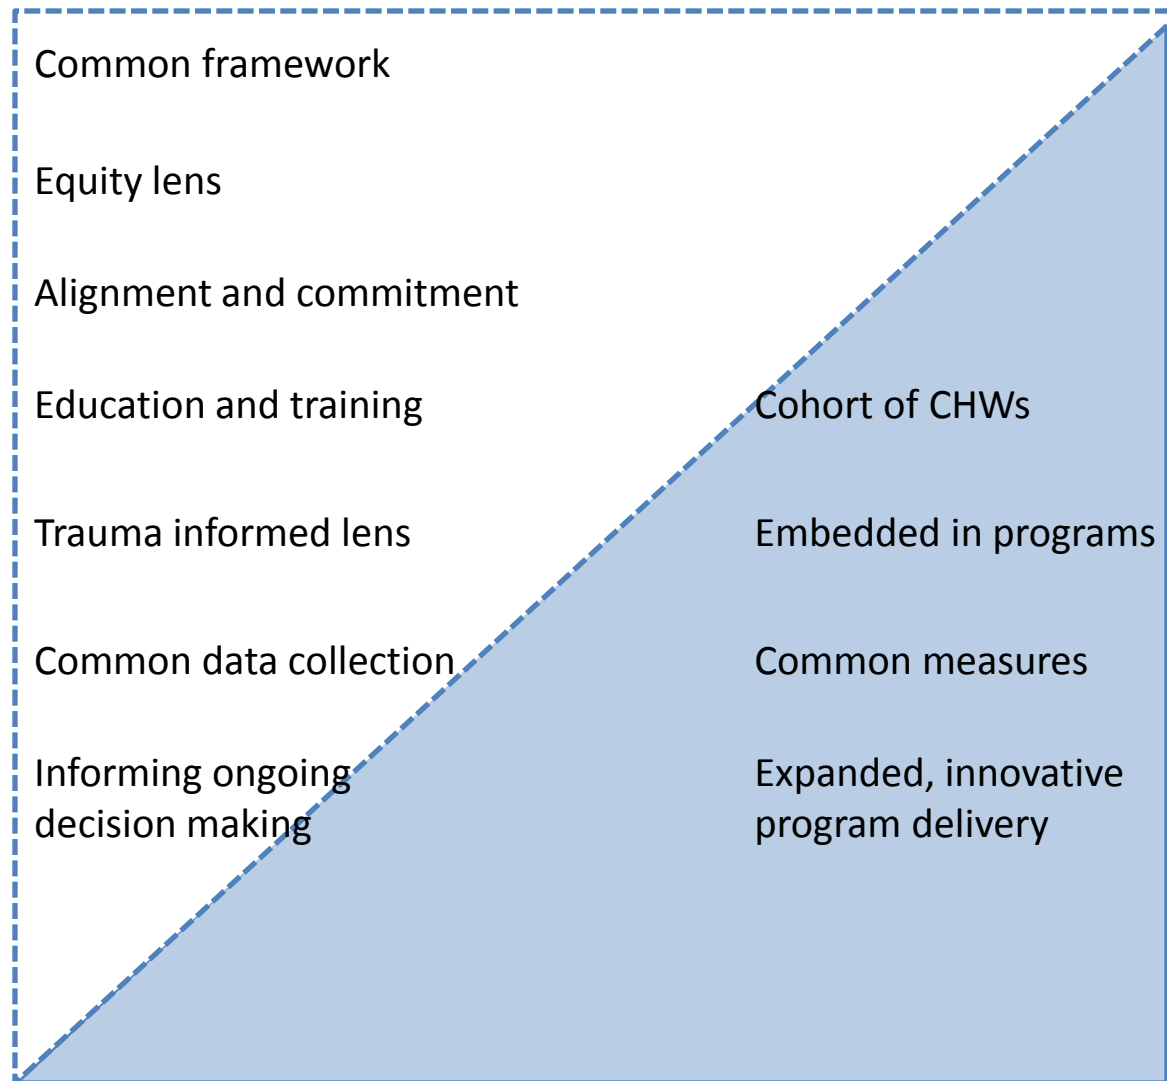 Common framework
Equity lens
Alignment and commitment
Education and training
Trauma informed lens
Common data collection
Informing ongoing
decision making
Cohort of CHWs
Embedded in programs
Common measures
Expanded, innovative
program delivery